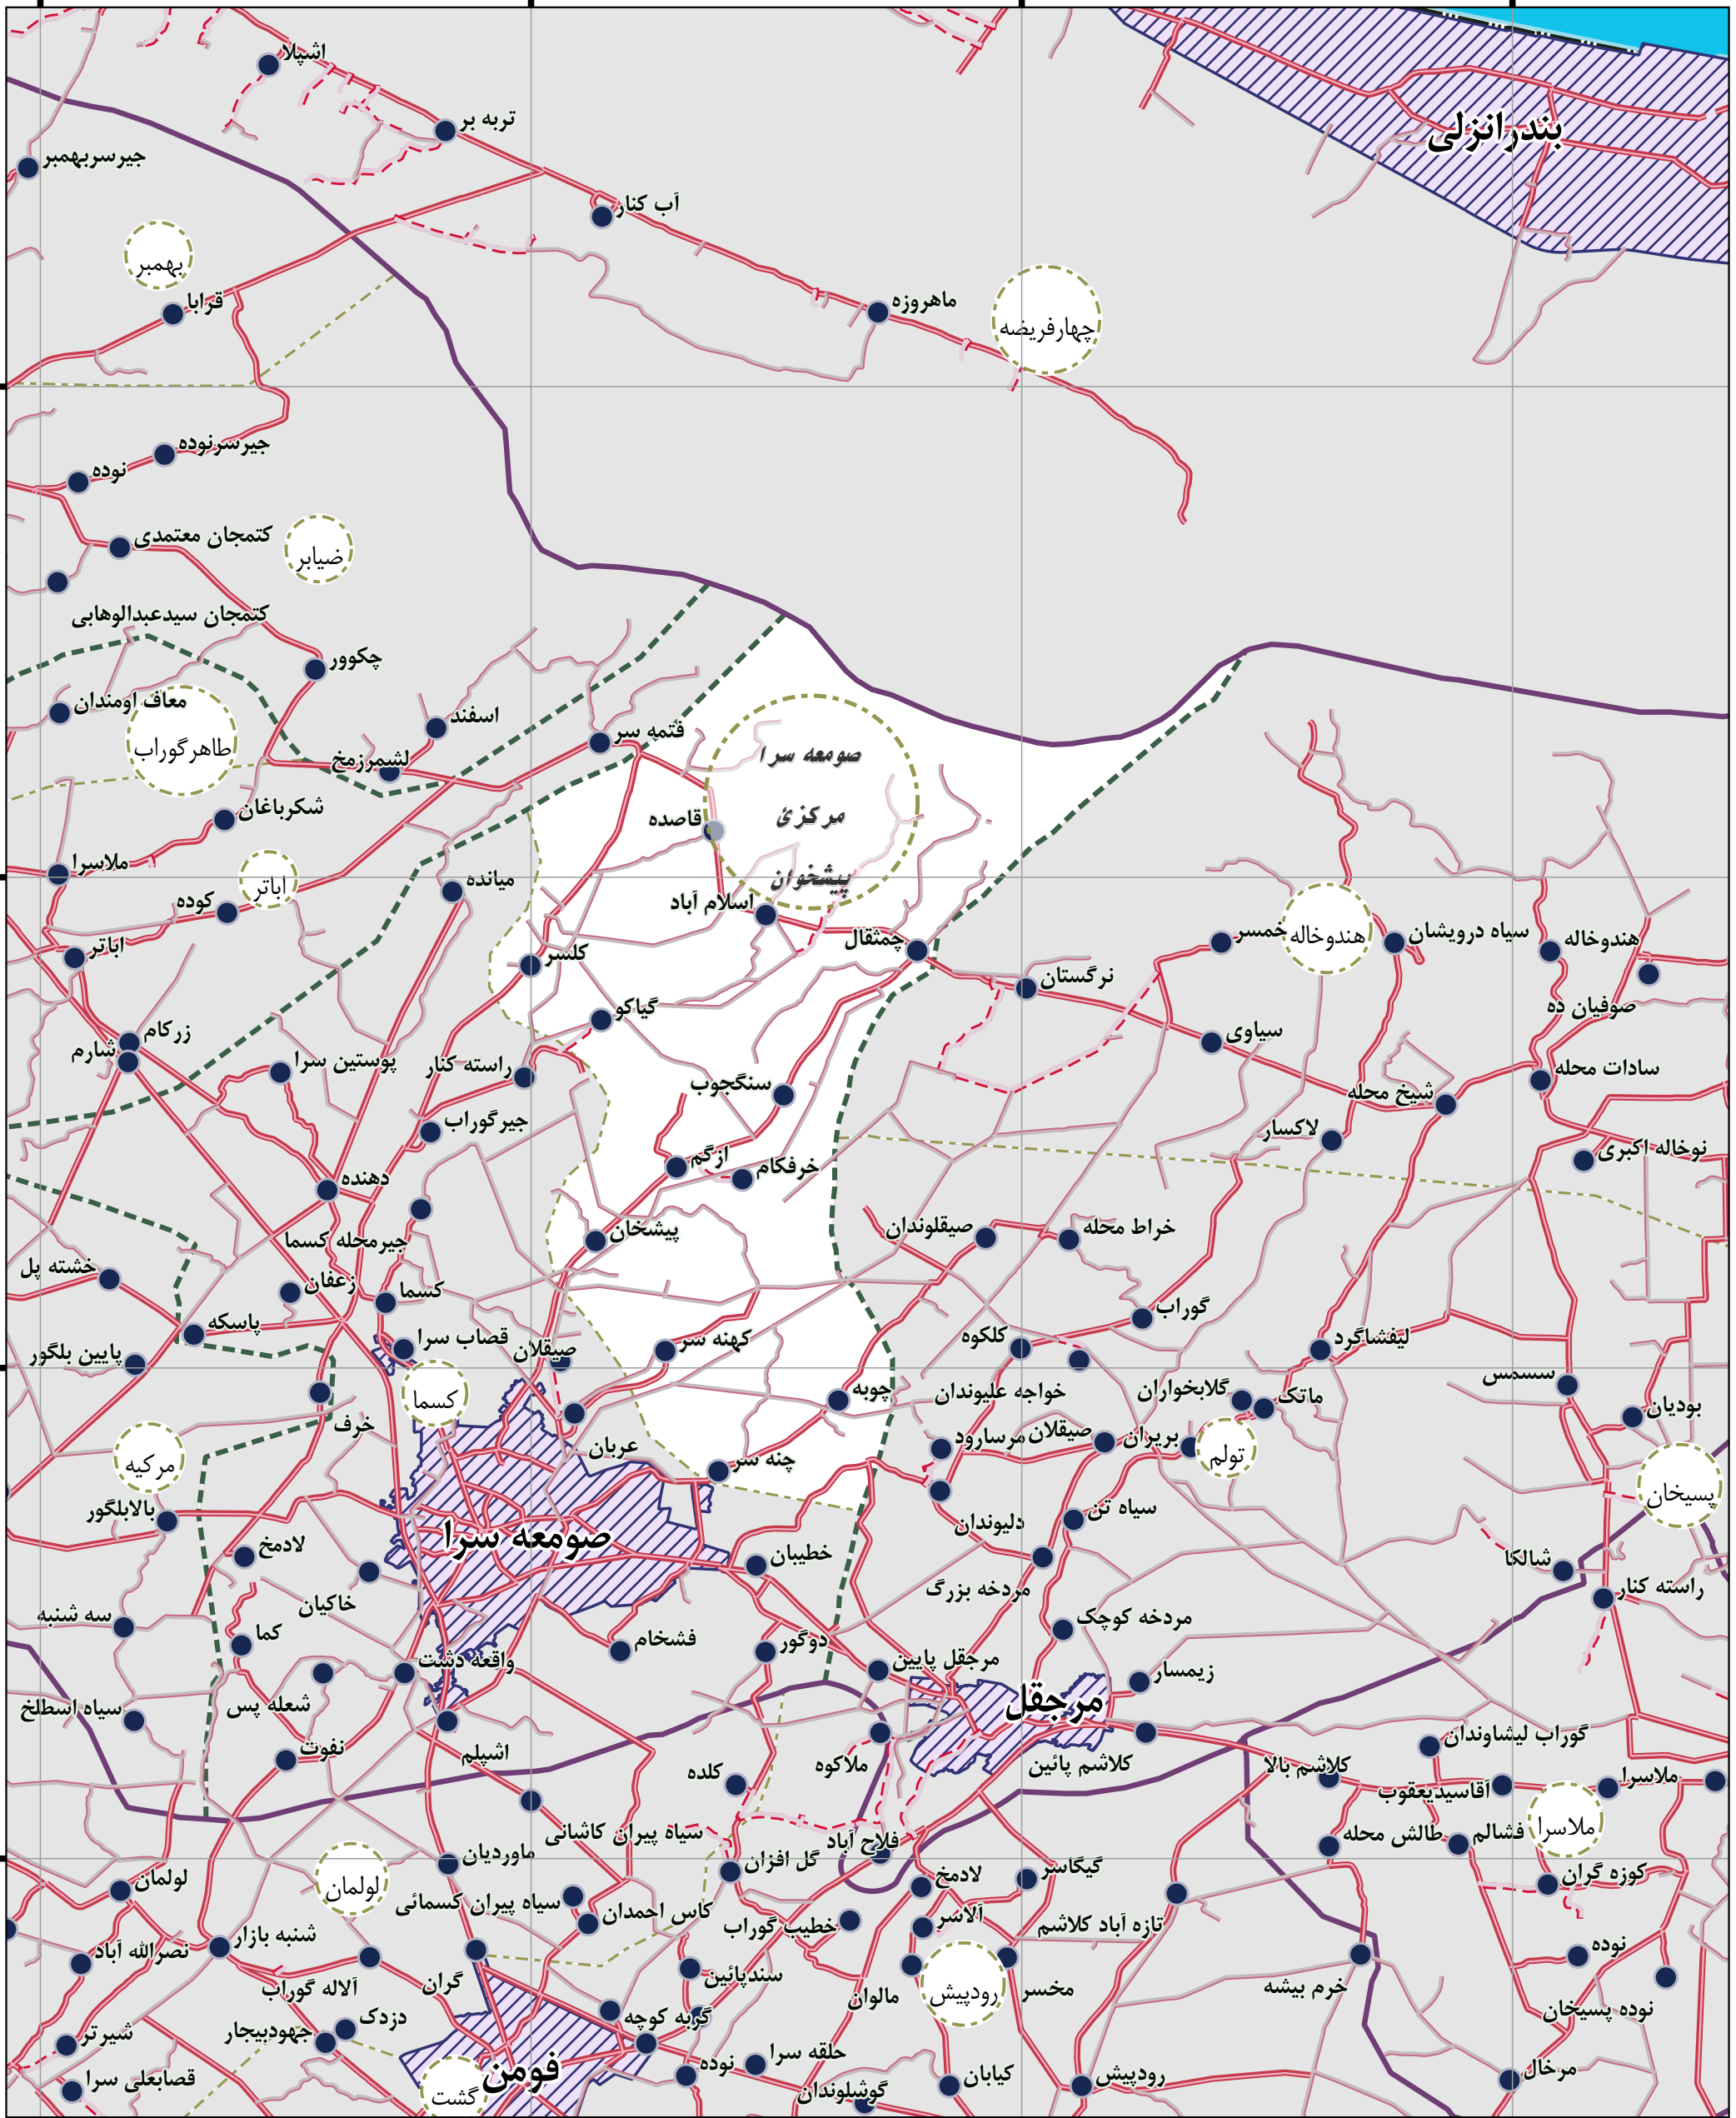 اشپلا
تربه بر
بندرانزلی
جیرسربهمبر
آب کنار
بهمبر
قرابا
ماهروزه
چهارفریضه
جیرسرنوده
نوده
کتمجان معتمدی
ضیابر
کتمجان سیدعبدالوهابی
چکوور
معاف اومندان
اسفند
فتمه سر
طاهرگوراب
لشمرزمخ
صومعه سرا
مرکزئ
پیشخوان
شکرباغان
قاصده
ملاسرا
اباتر
میانده
کوده
اسلام آباد
چمثقال
خمسر
هندوخاله
سیاه درویشان
هندوخاله
اباتر
کلسر
نرگستان
صوفیان ده
گیاکو
زرکام
شارم
سیاوی
پوستین سرا
راسته کنار
سنگجوب
سادات محله
شیخ محله
جیرگوراب
لاکسار
نوخاله اکبری
ازگم
خرفکام
دهنده
پیشخان
صیقلوندان
خراط محله
جیرمحله کسما
خشته پل
زعفان
کسما
گوراب
پاسکه
قصاب سرا
صیقلان
کهنه سر
کلکوه
لیفشاگرد
پایین بلگور
کسما
چوبه
خواجه علیوندان
گلابخواران
ماتک
سسمس
بودیان
خرف
عربان
مرسارود
صیقلان
بریران
تولم
مرکیه
چنه سر
پسیخان
بالابلگور
صومعه سرا
دلیوندان
سیاه تن
لادمخ
خطیبان
شالکا
راسته کنار
خاکیان
مردخه بزرگ
مردخه کوچک
سه شنبه
کما
فشخام
دوگور
واقعه دشت
مرجقل پایین
زیمسار
شعله پس
سیاه اسطلخ
مرجقل
نفوت
اشپلم
ملاکوه
کلاشم پائین
گوراب لیشاوندان
کلده
کلاشم بالا
آقاسیدیعقوب
ملاسرا
سیاه پیران کاشانی
فلاح آباد
طالش محله
فشالم
ملاسرا
ماوردیان
گل افزان
لادمخ
گیگاسر
کوزه گران
لولمان
لولمان
سیاه پیران کسمائی
کاس احمدان
خطیب گوراب
آلاسر
تازه آباد کلاشم
شنبه بازار
نصرالله آباد
نوده
آلاله گوراب
گران
سندپائین
مالوان
رودپیش
مخسر
خرم بیشه
نوده پسیخان
شیرتر
دزدک
جهودبیجار
گربه کوچه
فومن
نوده
حلقه سرا
کیابان
رودپیش
مرخال
قصابعلی سرا
گشت
گوشلوندان